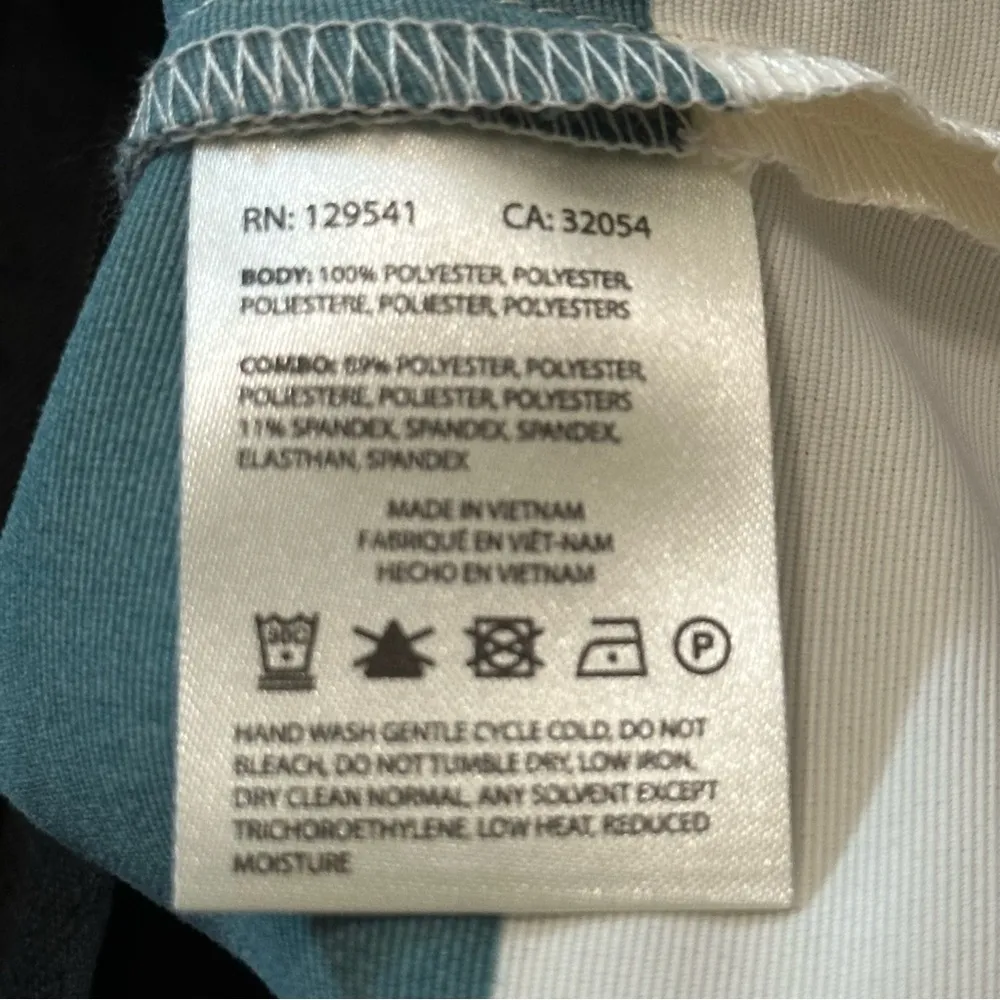 RN: 129541 CA: 32054
BODY: 100% POLYESTER, POLYESTER,
POLIESTERE, POLIESTER, POLYESTERS
COMBO: 89% POLYESTER, POLYESTER,
POLIESTERE, POLIESTER, POLYESTERS
11% SPANDEX, SPANDEX, SPANDEX,
ELASTHAN, SPANDEX
MADE IN VIETNAM
FABRIQUÉ EN VIÊT-NAM
HECHO EN VIETNAM
30C
P
HAND WASH GENTLE CYCLE COLD, DO NOT
BLEACH, DO NOT TUMBLE DRY, LOW IRON,
DRY CLEAN NORMAL, ANY SOLVENT EXCEPT
TRICHOROETHYLENE, LOW HEAT, REDUCED
MOISTURE